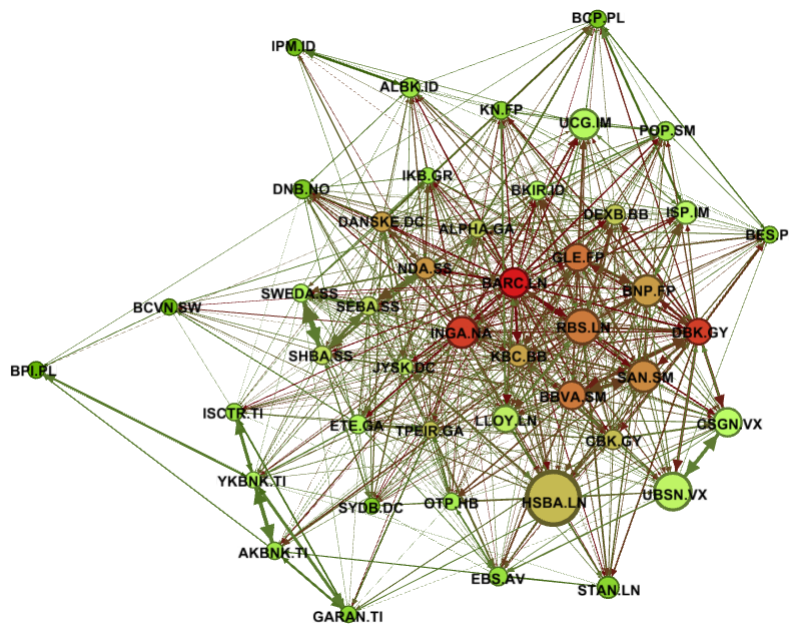 BCP.PL
IPM.ID
ALBK.ID
KN.FP
UCG.IM
POP.SM
IKB.GR
DNB.NO
BKIR.ID
DANSKE.DC
ALPHA.GA
DEXB.BB
ISP.IM
BES.P
GLE.FP
NDA.SS
BARC.LN
BNP.FP
SWEDA.SS
SEBA.SS
BCVN.SW
INGA.NA
RBS.LN
DBK.GY
SHBA.SS
KBC.BB
JYSK.DC
BPI.PL
SAN.SM
BBVA.SM
ISCTR.TI
ETE.GA
TPEIR.GA
LLOY.LN
CBK.GY
CSGN.VX
YKBNK.TI
SYDB.DC
OTP.HB
HSBA.LN
UBSN.VX
AKBNK.TI
EBS.AV
STAN.LN
GARAN.TI